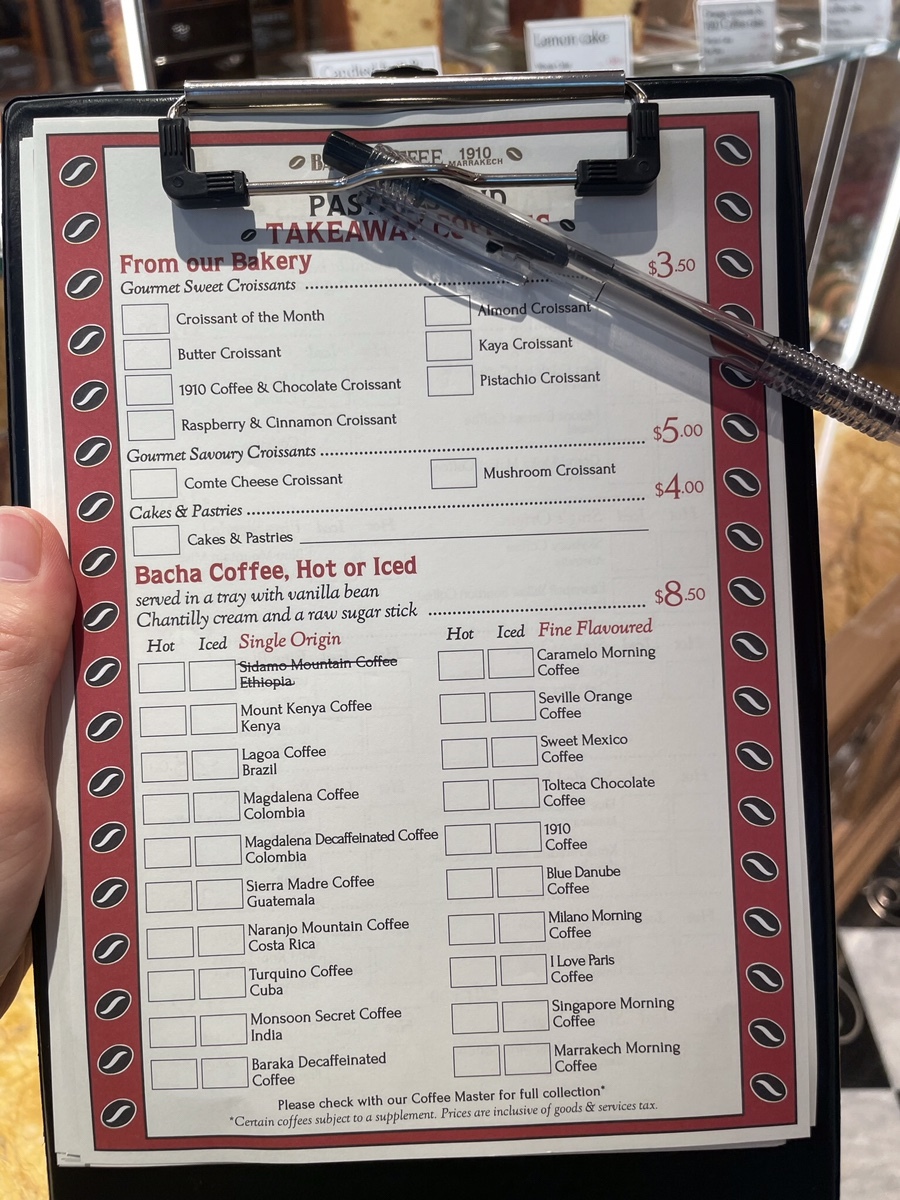 Lemon cake
1910
MARRAKECH
TAKEAWAY
From our Bakery
Gourmet Sweet Croissants $3.50
Croissant of the Month
Almond Croissant
Butter Croissant
Kaya Croissant
1910 Coffee & Chocolate Croissant
Pistachio Croissant
Raspberry & Cinnamon Croissant
Gourmet Savoury Croissants $5.00
Comte Cheese Croissant
Mushroom Croissant
Cakes & Pastries $4.00
Cakes & Pastries
Bacha Coffee, Hot or Iced
served in a tray with vanilla bean
Chantilly cream and a raw sugar stick $8.50
Hot Iced Single Origin
Sidamo Mountain Coffee
Ethiopia
Mount Kenya Coffee
Kenya
Lagoa Coffee
Brazil
Magdalena Coffee
Colombia
Magdalena Decaffeinated Coffee
Colombia
Sierra Madre Coffee
Guatemala
Naranjo Mountain Coffee
Costa Rica
Turquino Coffee
Cuba
Monsoon Secret Coffee
India
Baraka Decaffeinated
Coffee
Hot Iced Fine Flavoured
Caramelo Morning
Coffee
Seville Orange
Coffee
Sweet Mexico
Coffee
Tolteca Chocolate
Coffee
1910
Coffee
Blue Danube
Coffee
Milano Morning
Coffee
I Love Paris
Coffee
Singapore Morning
Coffee
Marrakech Morning
Coffee
Please check with our Coffee Master for full collection*
*Certain coffees subject to a supplement. Prices are inclusive of goods & services tax.